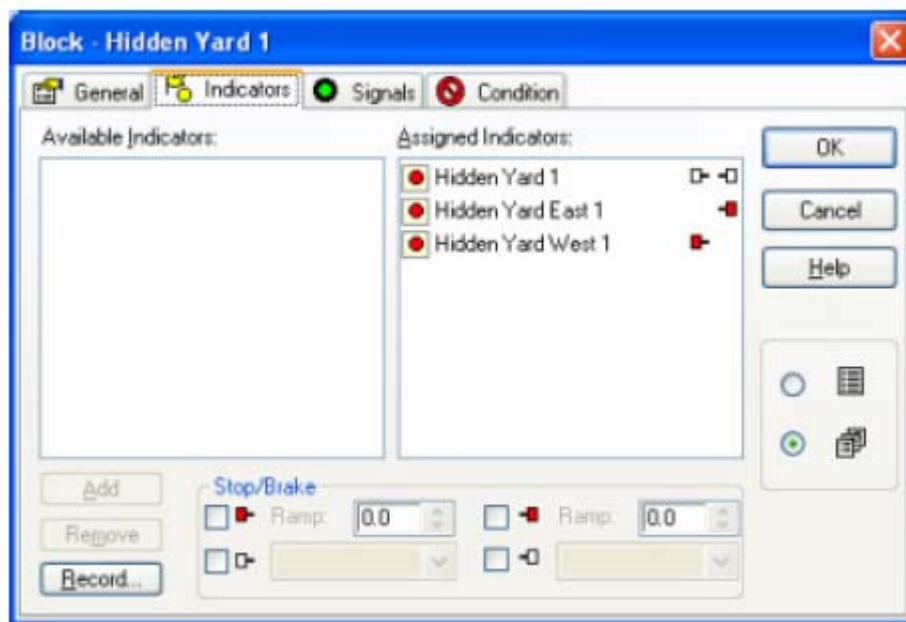 Block - Hidden Yard 1
General Indicators Signals Condition
Available Indicators: Assigned Indicators:
Hidden Yard 1
Hidden Yard East 1
Hidden Yard West 1
OK
Cancel
Help
Add
Remove
Record...
Stop/Brake
Ramp: 0.0 Ramp: 0.0